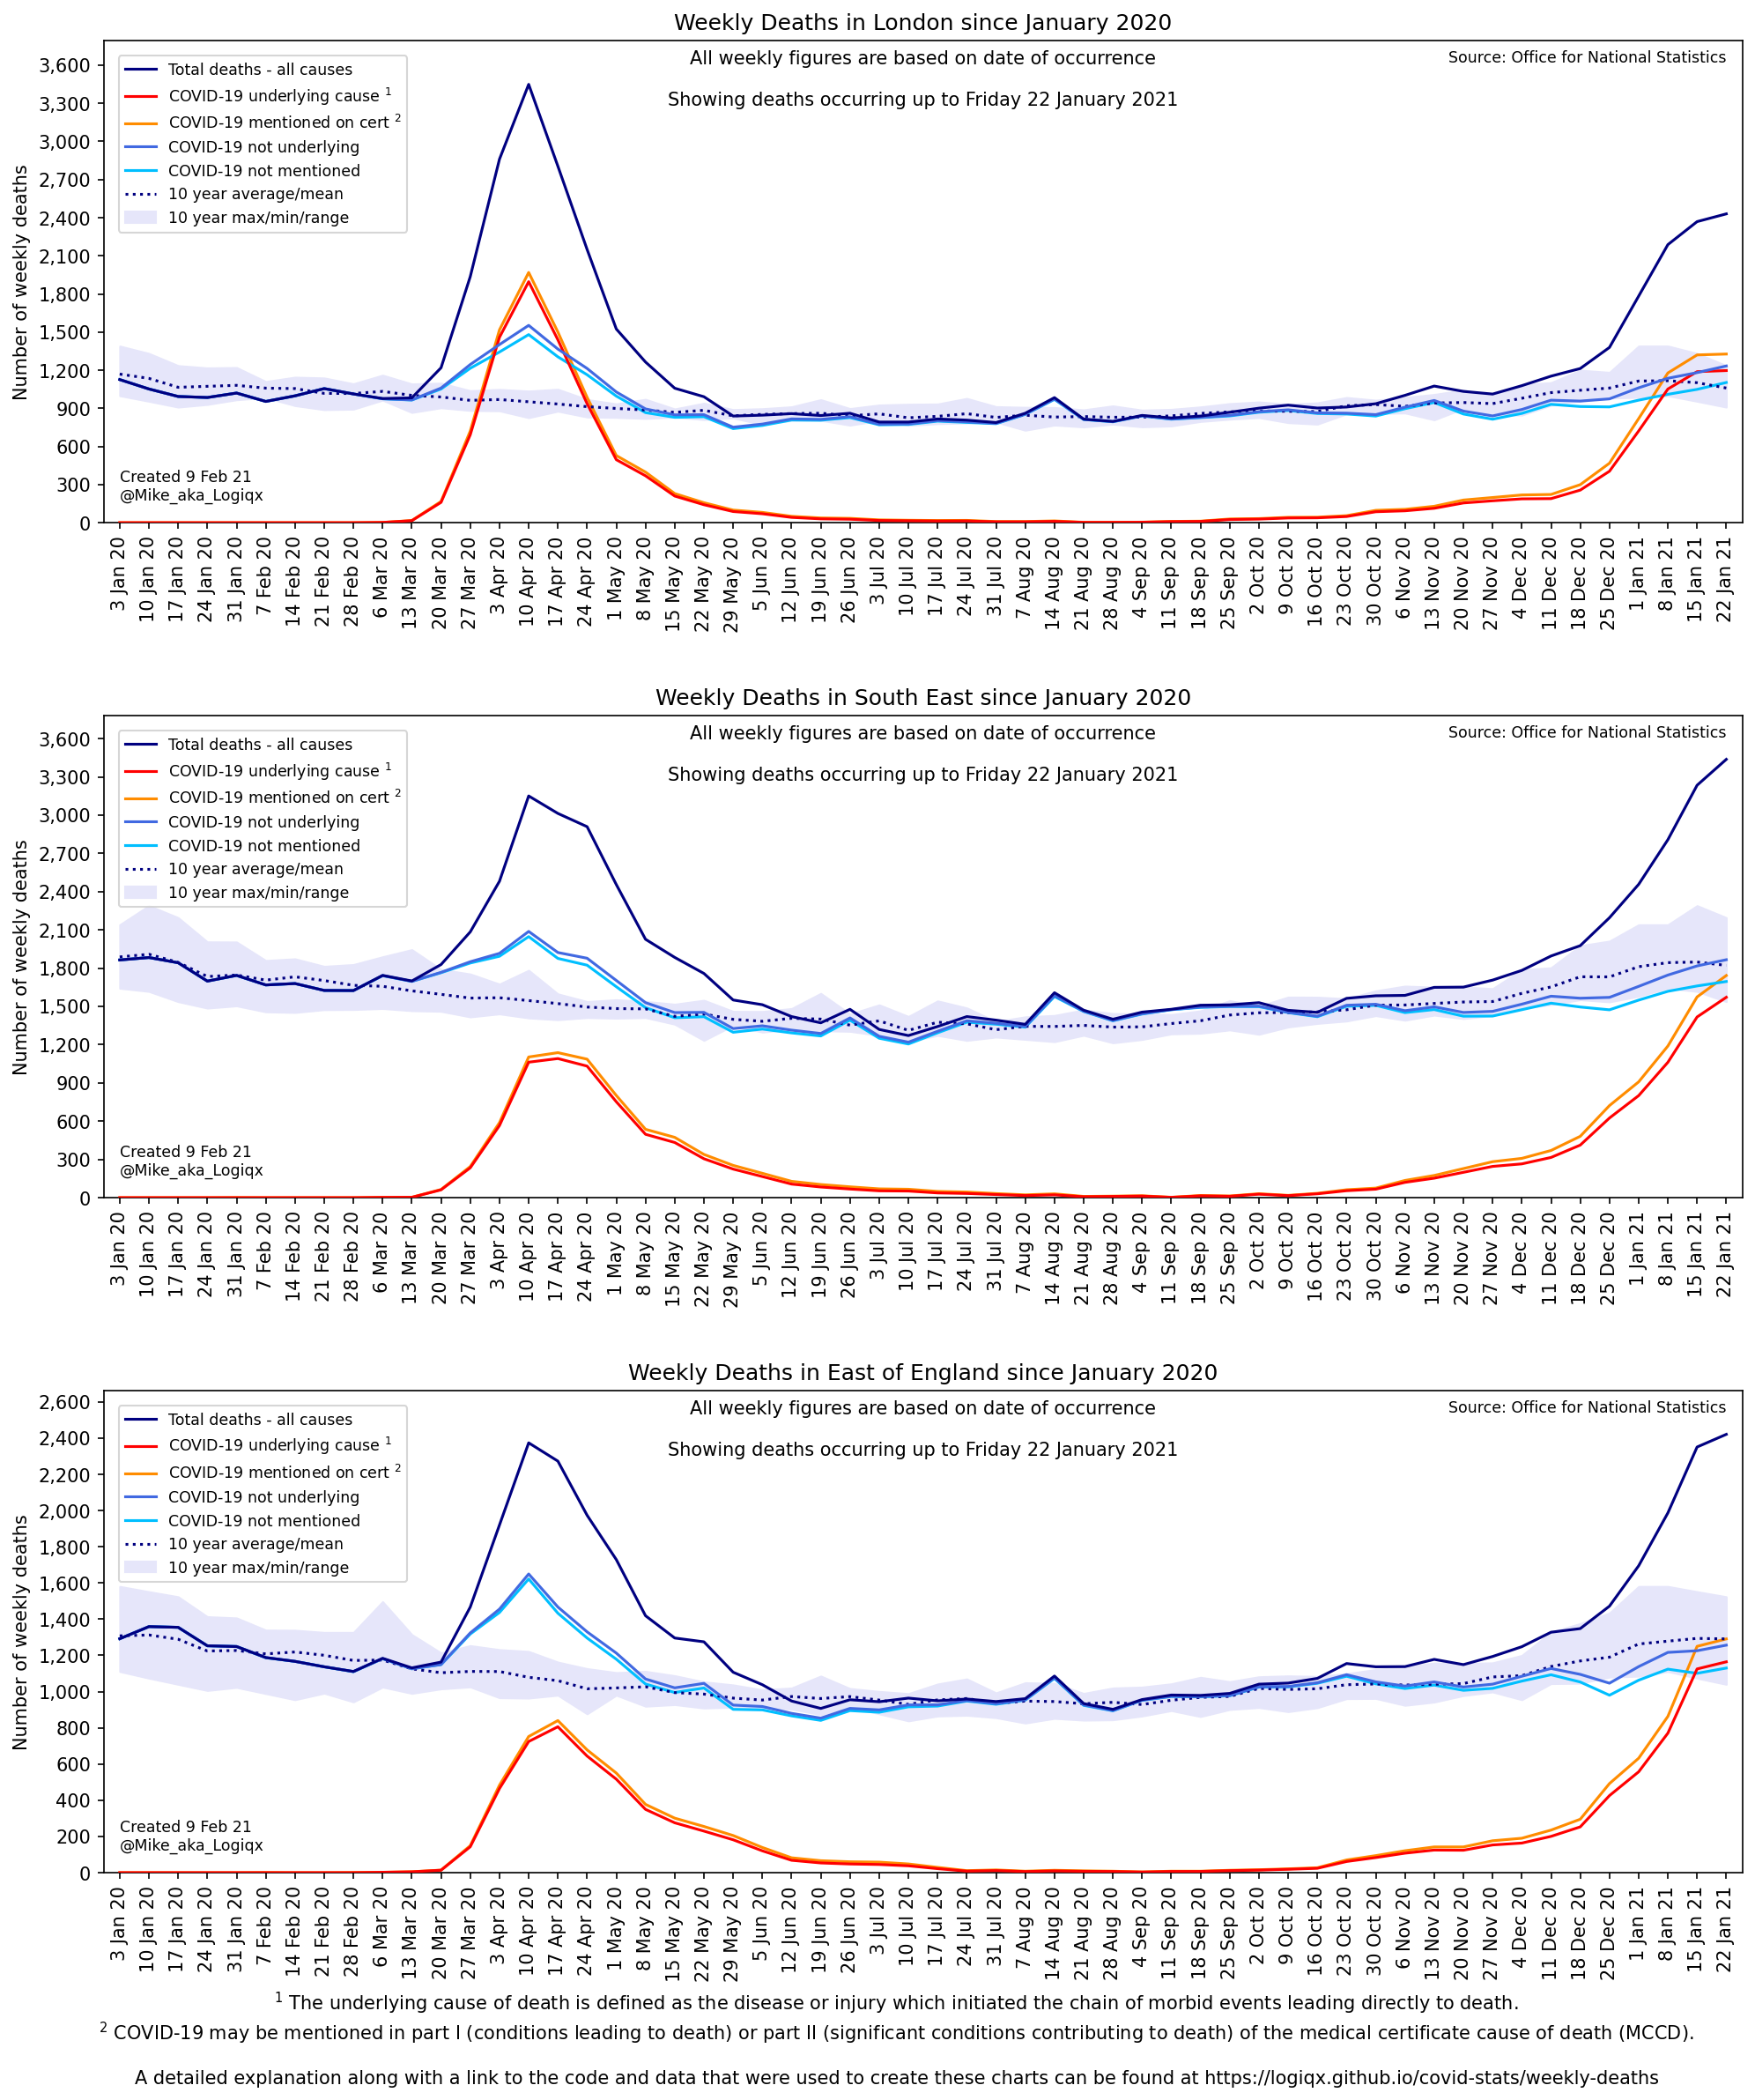 Weekly Deaths in London since January 2020
All weekly figures are based on date of occurrence
Source: Office for National Statistics
Showing deaths occurring up to Friday 22 January 2021
Total deaths - all causes
COVID-19 underlying cause 1
COVID-19 mentioned on cert 2
COVID-19 not underlying
COVID-19 not mentioned
10 year average/mean
10 year max/min/range
Number of weekly deaths
3,600
3,300
3,000
2,700
2,400
2,100
1,800
1,500
1,200
900
600
300
0
Created 9 Feb 21
@Mike_aka_Logiqx
3 Jan 20
10 Jan 20
17 Jan 20
24 Jan 20
31 Jan 20
7 Feb 20
14 Feb 20
21 Feb 20
28 Feb 20
6 Mar 20
13 Mar 20
20 Mar 20
27 Mar 20
3 Apr 20
10 Apr 20
17 Apr 20
24 Apr 20
1 May 20
8 May 20
15 May 20
22 May 20
29 May 20
5 Jun 20
12 Jun 20
19 Jun 20
26 Jun 20
3 Jul 20
10 Jul 20
17 Jul 20
24 Jul 20
31 Jul 20
7 Aug 20
14 Aug 20
21 Aug 20
28 Aug 20
4 Sep 20
11 Sep 20
18 Sep 20
25 Sep 20
2 Oct 20
9 Oct 20
16 Oct 20
23 Oct 20
30 Oct 20
6 Nov 20
13 Nov 20
20 Nov 20
27 Nov 20
4 Dec 20
11 Dec 20
18 Dec 20
25 Dec 20
1 Jan 21
8 Jan 21
15 Jan 21
22 Jan 21
Weekly Deaths in South East since January 2020
All weekly figures are based on date of occurrence
Source: Office for National Statistics
Showing deaths occurring up to Friday 22 January 2021
Total deaths - all causes
COVID-19 underlying cause 1
COVID-19 mentioned on cert 2
COVID-19 not underlying
COVID-19 not mentioned
10 year average/mean
10 year max/min/range
Number of weekly deaths
3,600
3,300
3,000
2,700
2,400
2,100
1,800
1,500
1,200
900
600
300
0
Created 9 Feb 21
@Mike_aka_Logiqx
3 Jan 20
10 Jan 20
17 Jan 20
24 Jan 20
31 Jan 20
7 Feb 20
14 Feb 20
21 Feb 20
28 Feb 20
6 Mar 20
13 Mar 20
20 Mar 20
27 Mar 20
3 Apr 20
10 Apr 20
17 Apr 20
24 Apr 20
1 May 20
8 May 20
15 May 20
22 May 20
29 May 20
5 Jun 20
12 Jun 20
19 Jun 20
26 Jun 20
3 Jul 20
10 Jul 20
17 Jul 20
24 Jul 20
31 Jul 20
7 Aug 20
14 Aug 20
21 Aug 20
28 Aug 20
4 Sep 20
11 Sep 20
18 Sep 20
25 Sep 20
2 Oct 20
9 Oct 20
16 Oct 20
23 Oct 20
30 Oct 20
6 Nov 20
13 Nov 20
20 Nov 20
27 Nov 20
4 Dec 20
11 Dec 20
18 Dec 20
25 Dec 20
1 Jan 21
8 Jan 21
15 Jan 21
22 Jan 21
Weekly Deaths in East of England since January 2020
All weekly figures are based on date of occurrence
Source: Office for National Statistics
Showing deaths occurring up to Friday 22 January 2021
Total deaths - all causes
COVID-19 underlying cause 1
COVID-19 mentioned on cert 2
COVID-19 not underlying
COVID-19 not mentioned
10 year average/mean
10 year max/min/range
Number of weekly deaths
2,600
2,400
2,200
2,000
1,800
1,600
1,400
1,200
1,000
800
600
400
200
0
Created 9 Feb 21
@Mike_aka_Logiqx
3 Jan 20
10 Jan 20
17 Jan 20
24 Jan 20
31 Jan 20
7 Feb 20
14 Feb 20
21 Feb 20
28 Feb 20
6 Mar 20
13 Mar 20
20 Mar 20
27 Mar 20
3 Apr 20
10 Apr 20
17 Apr 20
24 Apr 20
1 May 20
8 May 20
15 May 20
22 May 20
29 May 20
5 Jun 20
12 Jun 20
19 Jun 20
26 Jun 20
3 Jul 20
10 Jul 20
17 Jul 20
24 Jul 20
31 Jul 20
7 Aug 20
14 Aug 20
21 Aug 20
28 Aug 20
4 Sep 20
11 Sep 20
18 Sep 20
25 Sep 20
2 Oct 20
9 Oct 20
16 Oct 20
23 Oct 20
30 Oct 20
6 Nov 20
13 Nov 20
20 Nov 20
27 Nov 20
4 Dec 20
11 Dec 20
18 Dec 20
25 Dec 20
1 Jan 21
8 Jan 21
15 Jan 21
22 Jan 21
1 The underlying cause of death is defined as the disease or injury which initiated the chain of morbid events leading directly to death.
2 COVID-19 may be mentioned in part I (conditions leading to death) or part II (significant conditions contributing to death) of the medical certificate cause of death (MCCD).
A detailed explanation along with a link to the code and data that were used to create these charts can be found at https://logiqx.github.io/covid-stats/weekly-deaths